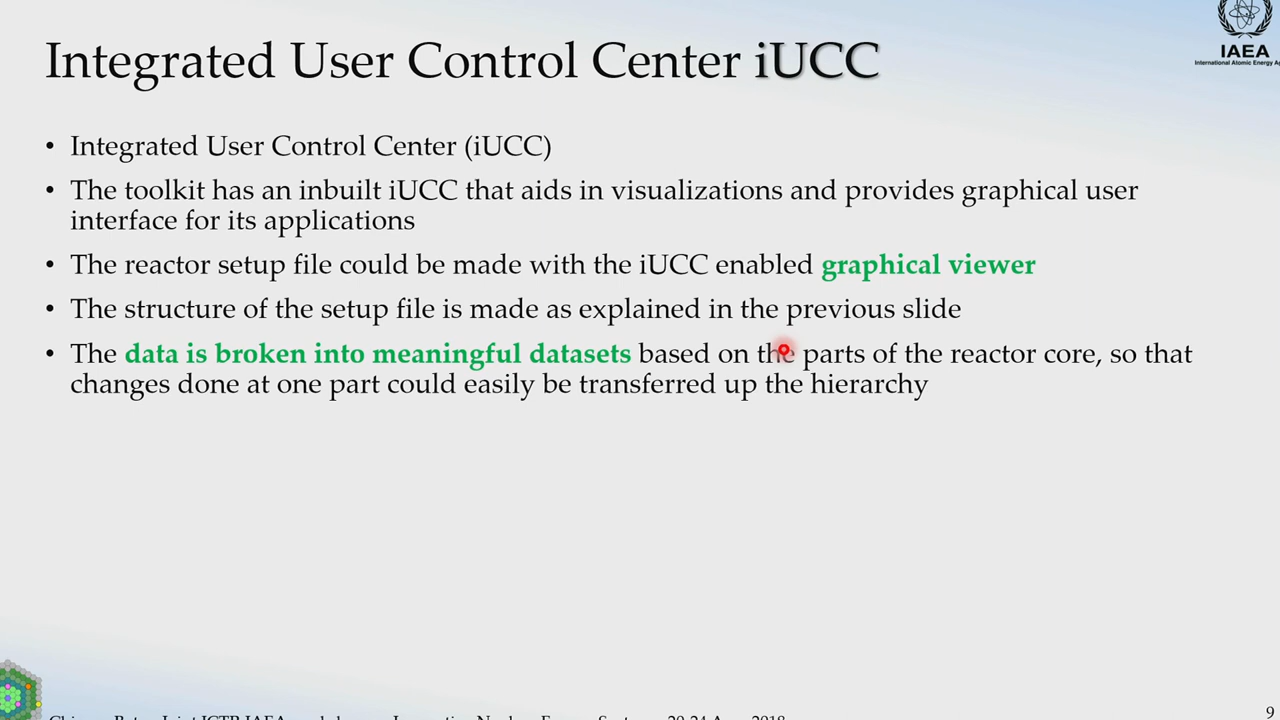 Integrated User Control Center iUCC
IAEA
International Atomic Energy
• Integrated User Control Center (iUCC)
• The toolkit has an inbuilt iUCC that aids in visualizations and provides graphical user
interface for its applications
• The reactor setup file could be made with the iUCC enabled graphical viewer
• The structure of the setup file is made as explained in the previous slide
• The data is broken into meaningful datasets based on the parts of the reactor core, so that
changes done at one part could easily be transferred up the hierarchy
9